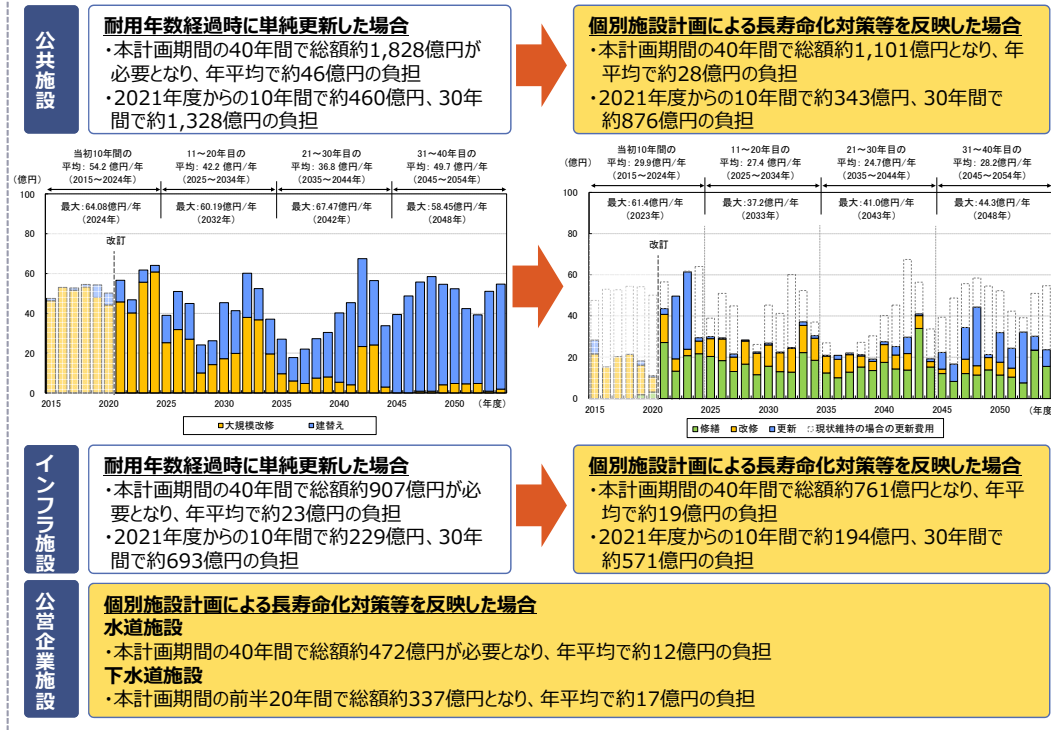 公共施設
耐用年数経過時に単純更新した場合
・本計画期間の40年間で総額約1,828億円が
必要となり、年平均で約46億円の負担
・2021年度からの10年間で約460億円、30年
間で約1,328億円の負担
個別施設計画による長寿命化対策等を反映した場合
・本計画期間の40年間で総額約1,101億円となり、年
平均で約28億円の負担
・2021年度からの10年間で約343億円、30年間で
約876億円の負担
当初10年間の 11～20年目の 21～30年目の 31～40年目の
平均: 54.2 億円/年 平均: 42.2 億円/年 平均: 36.8 億円/年 平均: 49.7 億円/年
(億円) (2015～2024年) (2025～2034年) (2035～2044年) (2045～2054年)
100
最大:64.08億円/年 最大:60.19億円/年 最大:67.47億円/年 最大:58.45億円/年
(2024年) (2032年) (2042年) (2048年)
80
改訂
60
40
20
0
2015 2020 2025 2030 2035 2040 2045 2050 (年度)
大規模改修 建替え
当初10年間の 11～20年目の 21～30年目の 31～40年目の
(億円) 平均: 29.9億円/年 平均: 27.4 億円/年 平均: 24.7億円/年 平均: 28.2億円/年
(2015～2024年) (2025～2034年) (2035～2044年) (2045～2054年)
100
最大:61.4億円/年 最大:37.2億円/年 最大:41.0億円/年 最大:44.3億円/年
(2023年) (2033年) (2043年) (2048年)
80
改訂
60
40
20
0
2015 2020 2025 2030 2035 2040 2045 2050 (年度
修繕 改修 更新 現状維持の場合の更新費用
インフラ施設
耐用年数経過時に単純更新した場合
・本計画期間の40年間で総額約907億円が必
要となり、年平均で約23億円の負担
・2021年度からの10年間で約229億円、30年
間で約693億円の負担
個別施設計画による長寿命化対策等を反映した場合
・本計画期間の40年間で総額約761億円となり、年平
均で約19億円の負担
・2021年度からの10年間で約194億円、30年間で
約571億円の負担
公営企業施設
個別施設計画による長寿命化対策等を反映した場合
水道施設
・本計画期間の40年間で総額約472億円が必要となり、年平均で約12億円の負担
下水道施設
・本計画期間の前半20年間で総額約337億円となり、年平均で約17億円の負担